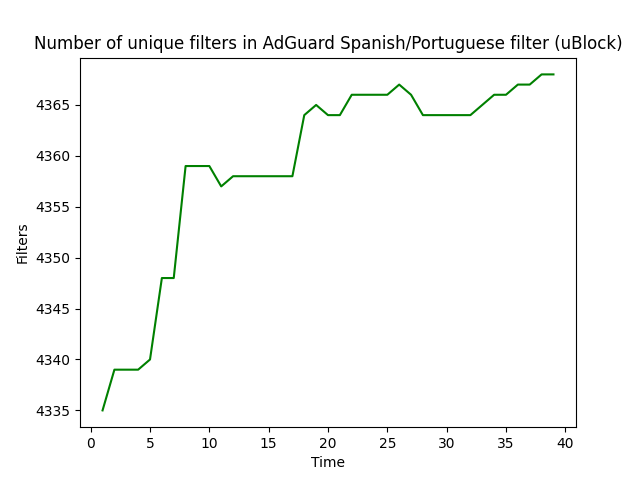 Number of unique filters in AdGuard Spanish/Portuguese filter (uBlock)
4365
4360
4355
4350
4345
4340
4335
Filters
0 5 10 15 20 25 30 35 40
Time